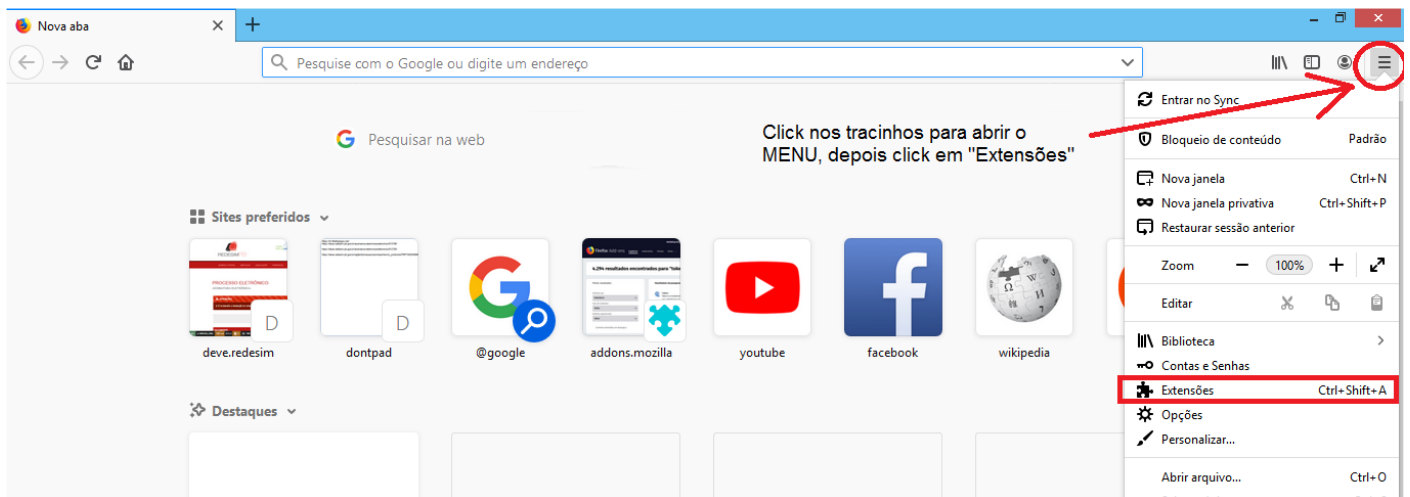 Nova aba
Pesquise com o Google ou digite um endereço
Click nos tracinhos para abrir o
MENU, depois click em "Extensões"
Pesquisar na web
Sites preferidos
REDESIM
PROCESSO ELETRÔNICO
D
D
deve.redesim
dontpad
@google
addons.mozilla
youtube
facebook
wikipedia
Destaques
Entrar no Sync
Bloqueio de conteúdo Padrão
Nova janela Ctrl+N
Nova janela privativa Ctrl+Shift+P
Restaurar sessão anterior
Zoom 100%
Editar
Biblioteca
Contas e Senhas
Extensões Ctrl+Shift+A
Opções
Personalizar...
Abrir arquivo... Ctrl+O